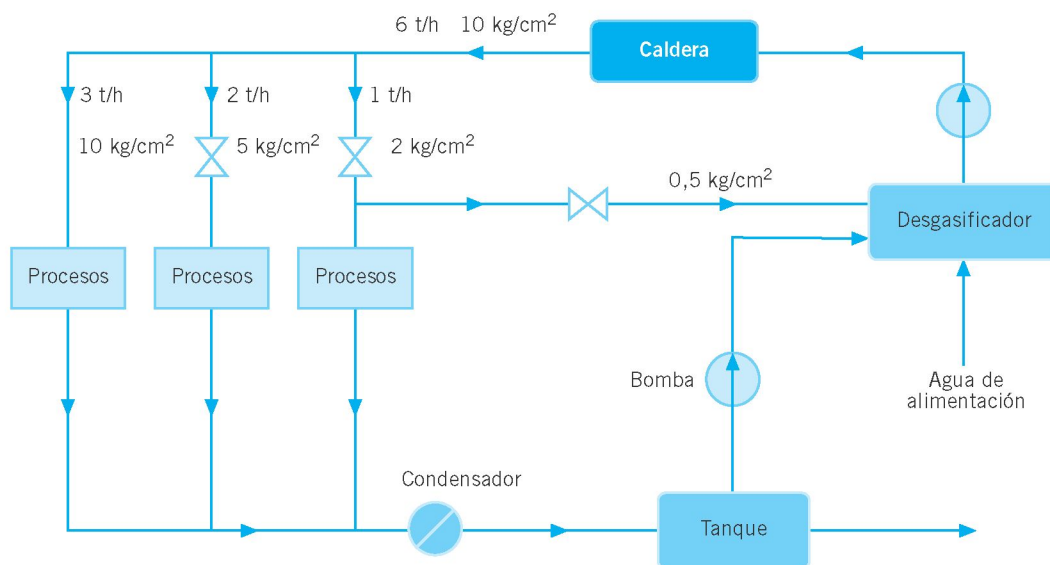 6 t/h 10 kg/cm²
Caldera
3 t/h
2 t/h
1 t/h
10 kg/cm²
5 kg/cm²
2 kg/cm²
0,5 kg/cm²
Desgasificador
Procesos
Procesos
Procesos
Bomba
Agua de
alimentación
Condensador
Tanque